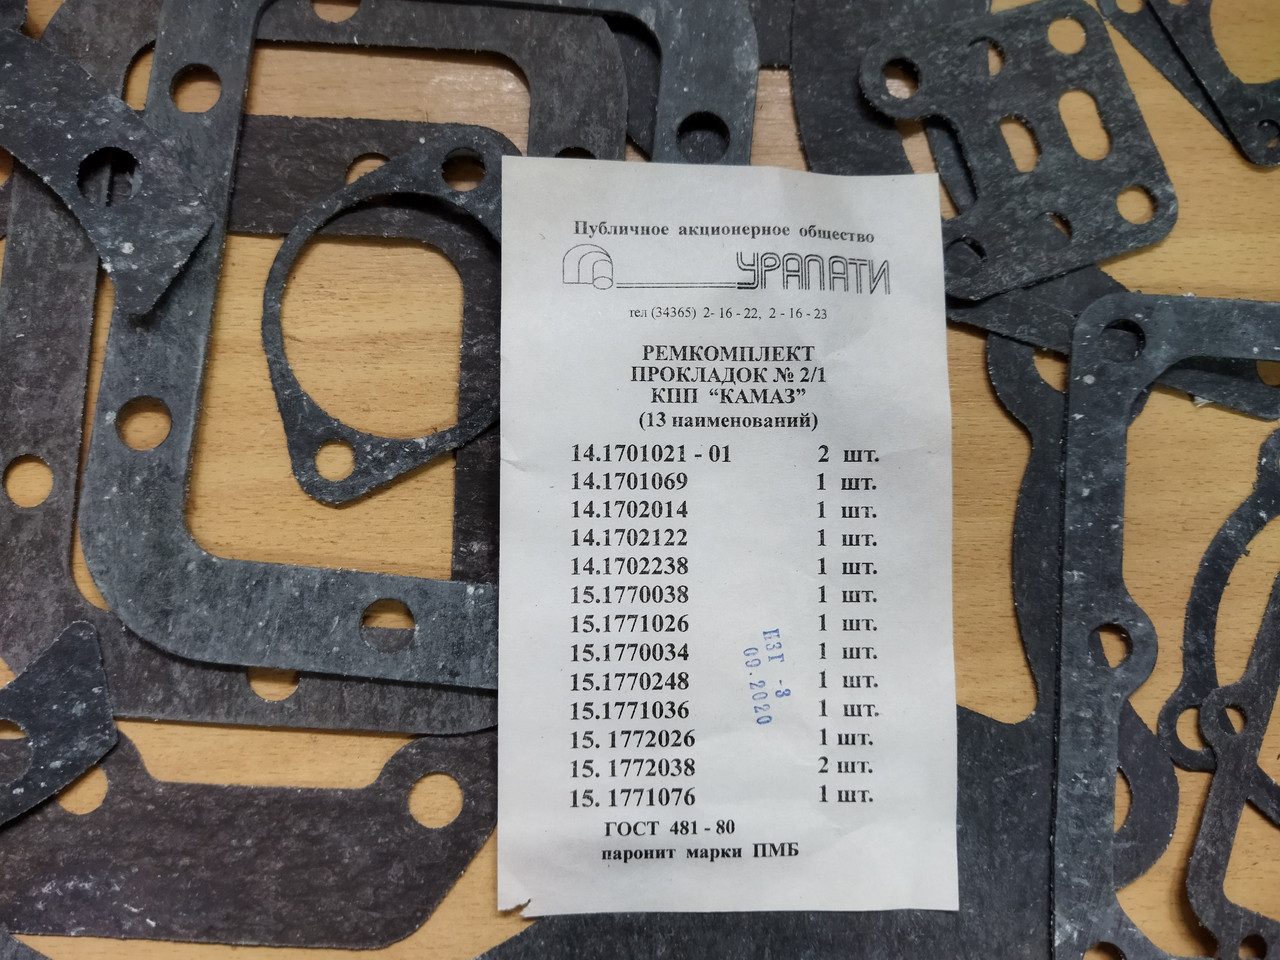 Публичное акционерное общество
УРАЛАТИ
тел (34365) 2- 16 - 22, 2 - 16 - 23
РЕМКОМПЛЕКТ
ПРОКЛАДОК № 2/1
КПП “КАМАЗ”
(13 наименований)
14.1701021 - 01 2 шт.
14.1701069 1 шт.
14.1702014 1 шт.
14.1702122 1 шт.
14.1702238 1 шт.
15.1770038 1 шт.
15.1771026 1 шт.
15.1770034 1 шт.
15.1770248 1 шт.
15.1771036 1 шт.
15. 1772026 1 шт.
15. 1772038 2 шт.
15. 1771076 1 шт.
ИЗГ -3
09.2020
ГОСТ 481 - 80
паронит марки ПМБ